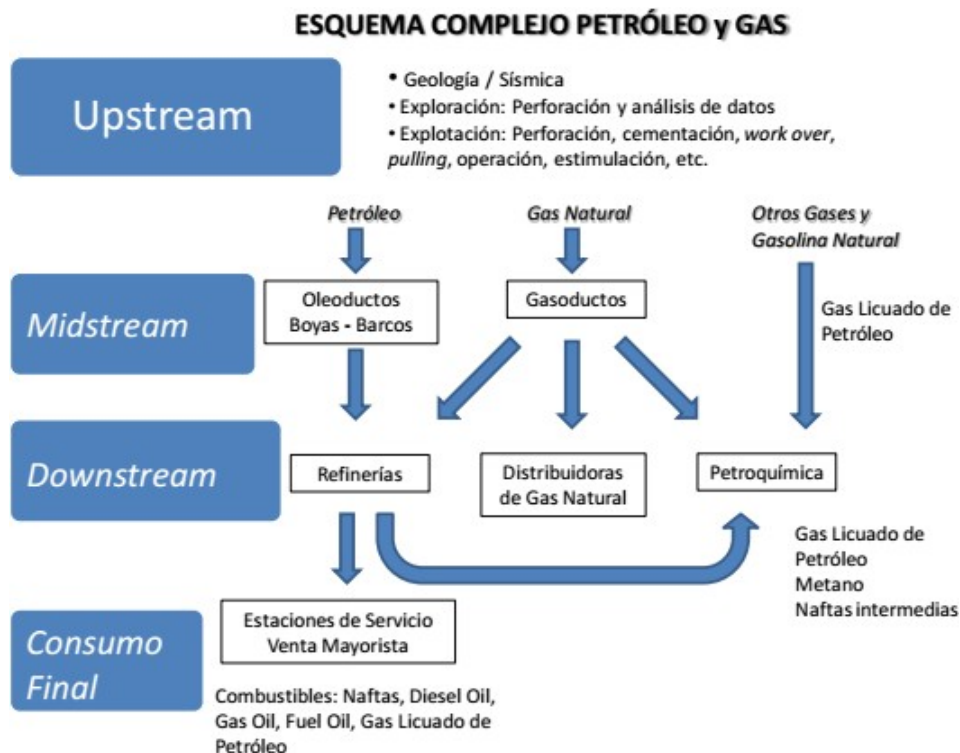 ESQUEMA COMPLEJO PETRÓLEO y GAS
Upstream
• Geología / Sísmica
• Exploración: Perforación y análisis de datos
• Explotación: Perforación, cementación, work over,
pulling, operación, estimulación, etc.
Petróleo
Gas Natural
Otros Gases y
Gasolina Natural
Midstream
Oleoductos
Boyas - Barcos
Gasoductos
Gas Licuado de
Petróleo
Downstream
Refinerías
Distribuidoras
de Gas Natural
Petroquímica
Gas Licuado de
Petróleo
Metano
Naftas intermedias
Consumo
Final
Estaciones de Servicio
Venta Mayorista
Combustibles: Naftas, Diesel Oil,
Gas Oil, Fuel Oil, Gas Licuado de
Petróleo